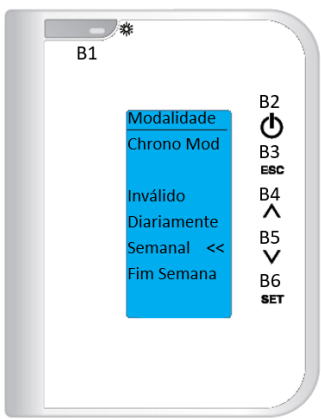 B1
Modalidade
Chrono Mod
Inválido
Diariamente
Semanal <<
Fim Semana
B2
B3
ESC
B4
B5
B6
SET